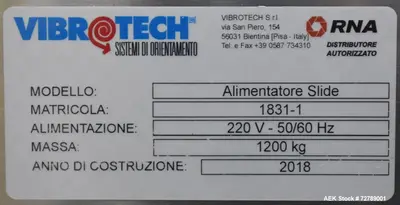 VIBROTECH
SISTEMI DI ORIENTAMENTO
VIBROTECH S.r.l.
via San Piero, 154
56031 Bientina [Pisa - Italy]
Tel. e Fax +39 0587 734310
RNA
DISTRIBUTORE
AUTORIZZATO
MODELLO: Alimentatore Slide
MATRICOLA: 1831-1
ALIMENTAZIONE: 220 V - 50/60 Hz
MASSA: 1200 kg
ANNO DI COSTRUZIONE: 2018
AEK Stock # 72789001